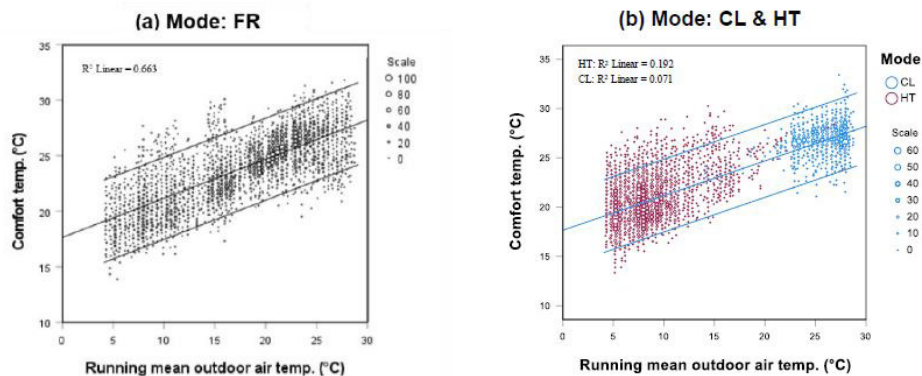 (a) Mode: FR
R² Linear = 0.663
Comfort temp. (°C)
35
30
25
20
15
10
0
5
10
15
20
25
30
Running mean outdoor air temp. (°C)
Scale
100
80
60
40
20
0
(b) Mode: CL & HT
HT: R² Linear = 0.192
CL: R² Linear = 0.071
Comfort temp. (°C)
35
30
25
20
15
10
0
5
10
15
20
25
30
Running mean outdoor air temp. (°C)
Mode
CL
HT
Scale
60
50
40
30
20
10
0